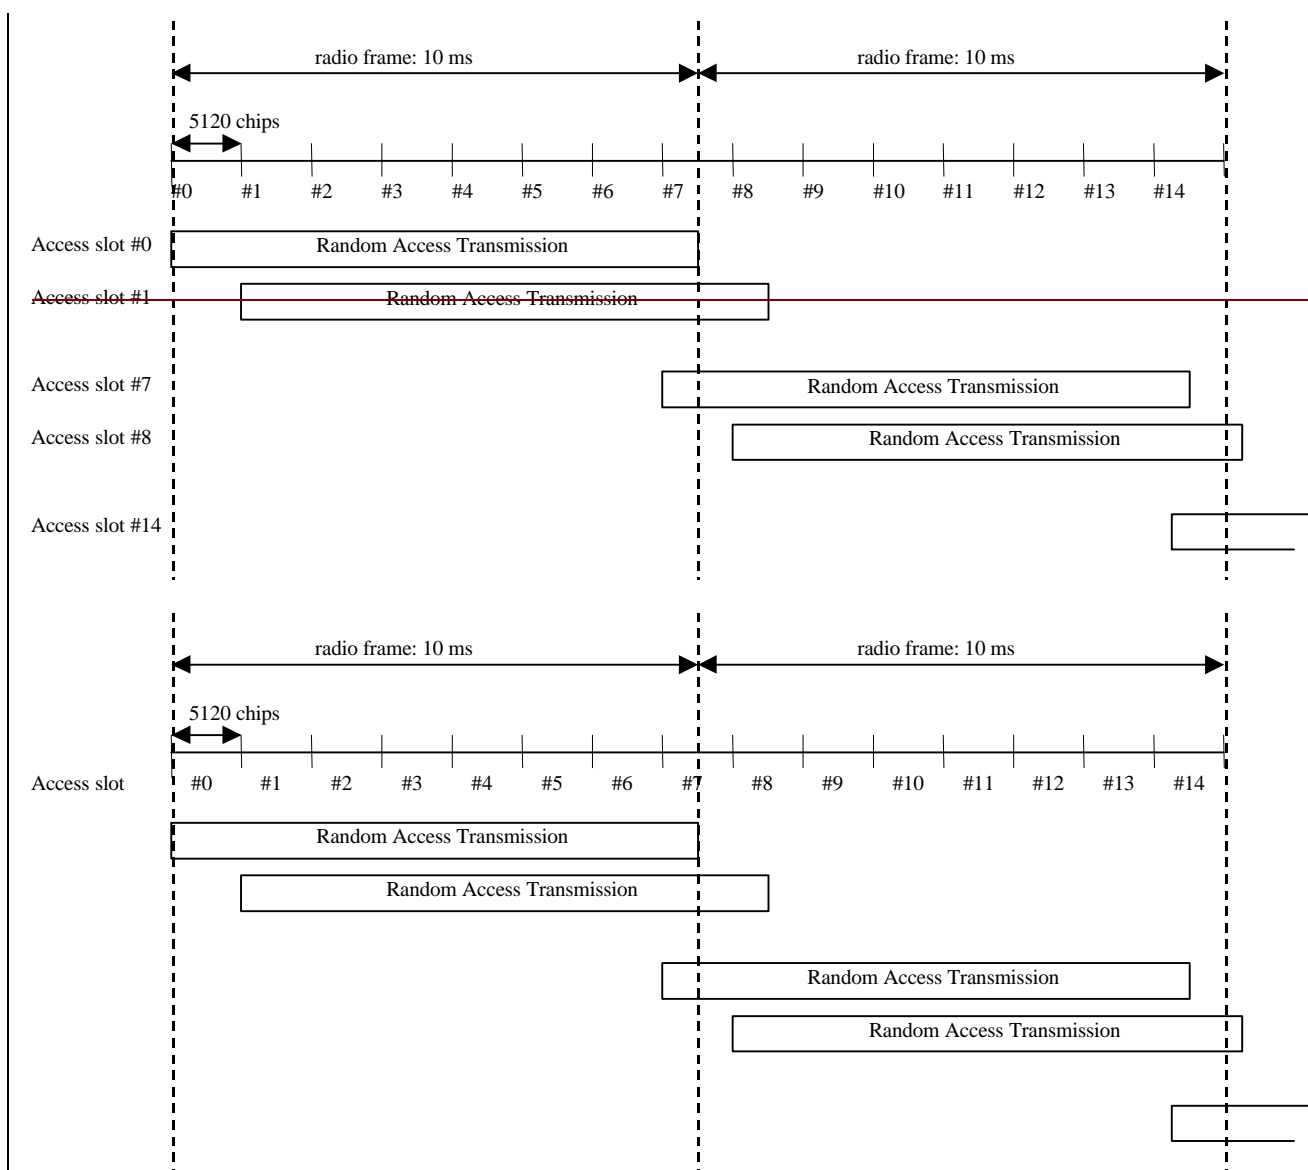 radio frame: 10 ms radio frame: 10 ms
5120 chips
#0 #1 #2 #3 #4 #5 #6 #7 #8 #9 #10 #11 #12 #13 #14
Access slot #0 Random Access Transmission
Access slot #1 Random Access Transmission
Access slot #7 Random Access Transmission
Access slot #8 Random Access Transmission
Access slot #14
radio frame: 10 ms radio frame: 10 ms
5120 chips
Access slot #0 #1 #2 #3 #4 #5 #6 #7 #8 #9 #10 #11 #12 #13 #14
Random Access Transmission
Random Access Transmission
Random Access Transmission
Random Access Transmission